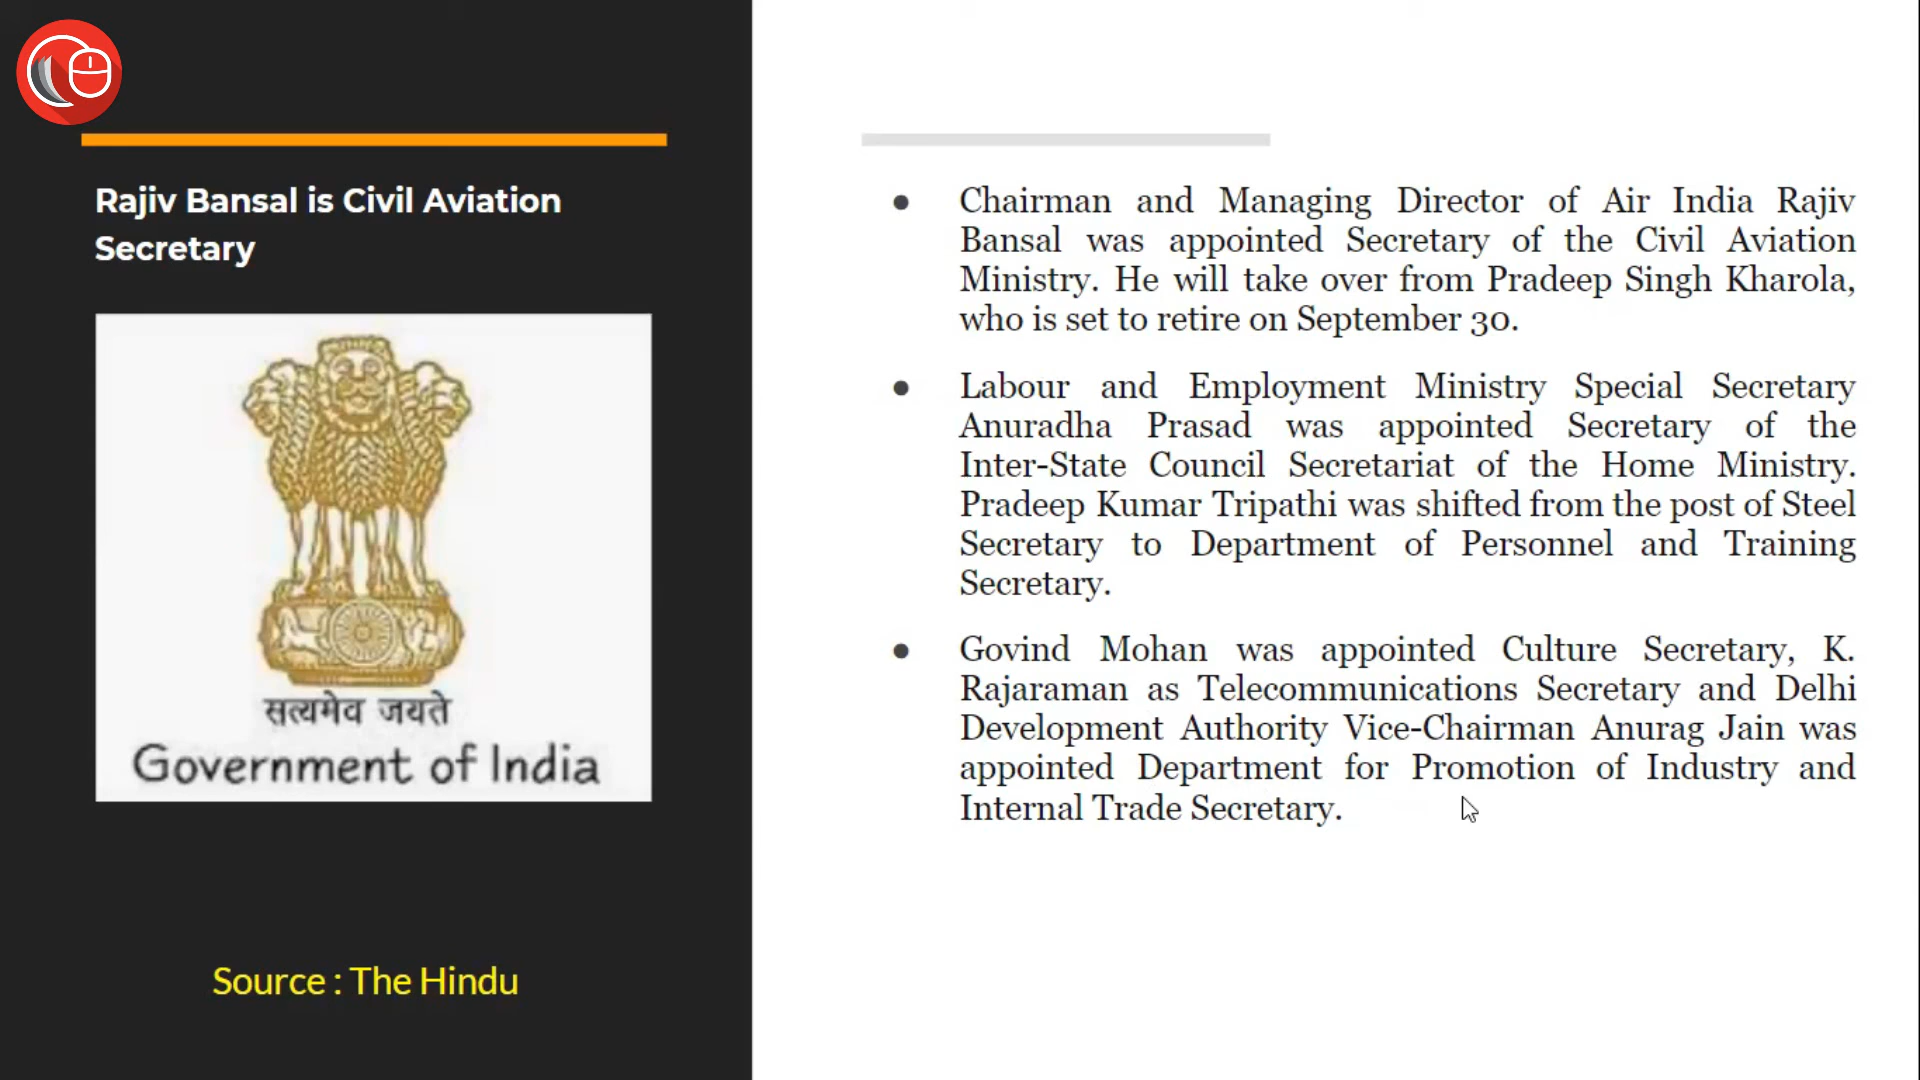 Rajiv Bansal is Civil Aviation
Secretary
सत्यमेव जयते
Government of India
Source : The Hindu
● Chairman and Managing Director of Air India Rajiv
Bansal was appointed Secretary of the Civil Aviation
Ministry. He will take over from Pradeep Singh Kharola,
who is set to retire on September 30.
● Labour and Employment Ministry Special Secretary
Anuradha Prasad was appointed Secretary of the
Inter-State Council Secretariat of the Home Ministry.
Pradeep Kumar Tripathi was shifted from the post of Steel
Secretary to Department of Personnel and Training
Secretary.
● Govind Mohan was appointed Culture Secretary, K.
Rajaraman as Telecommunications Secretary and Delhi
Development Authority Vice-Chairman Anurag Jain was
appointed Department for Promotion of Industry and
Internal Trade Secretary.